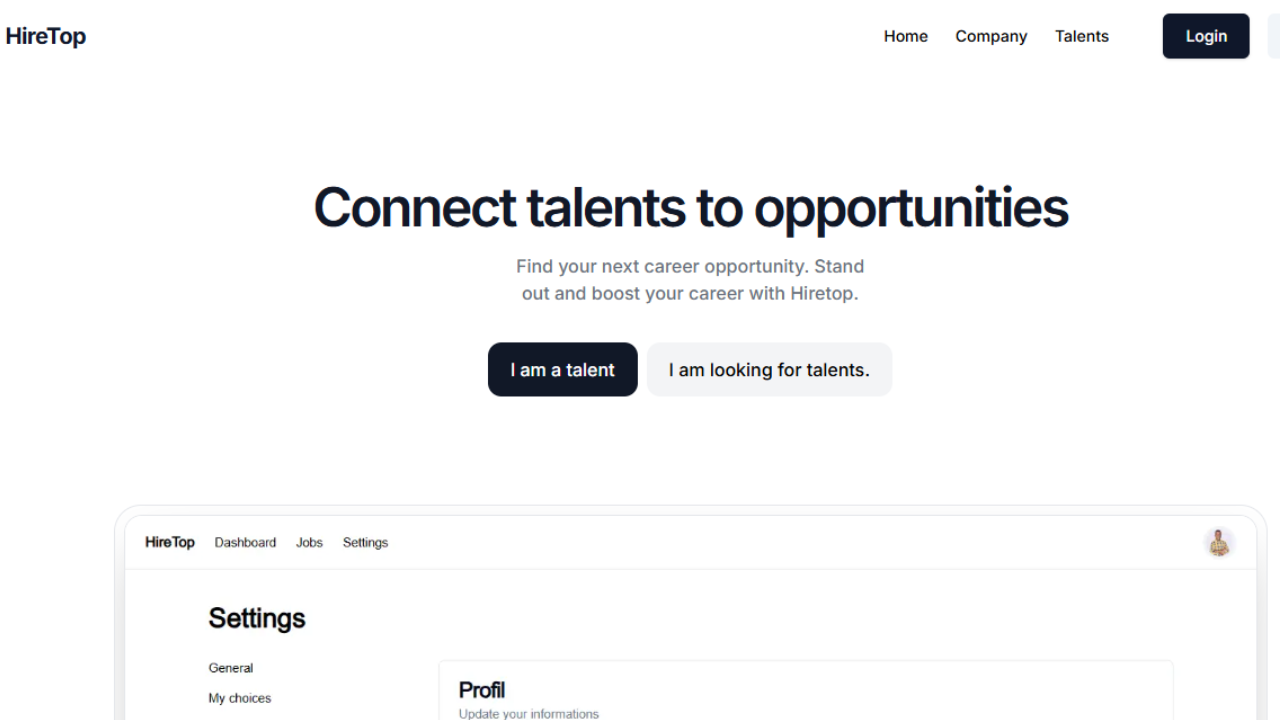 HireTop Home Company Talents Login
Connect talents to opportunities
Find your next career opportunity. Stand
out and boost your career with Hiretop.
I am a talent I am looking for talents.
HireTop Dashboard Jobs Settings
Settings
General
My choices
Profil
Update your informations